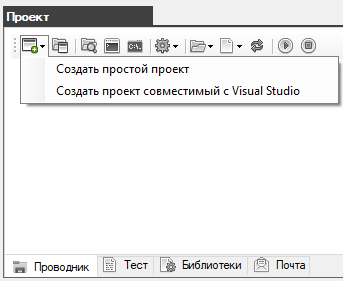 Проект
Создать простой проект
Создать проект совместимый с Visual Studio
Проводник
Тест
Библиотеки
Почта